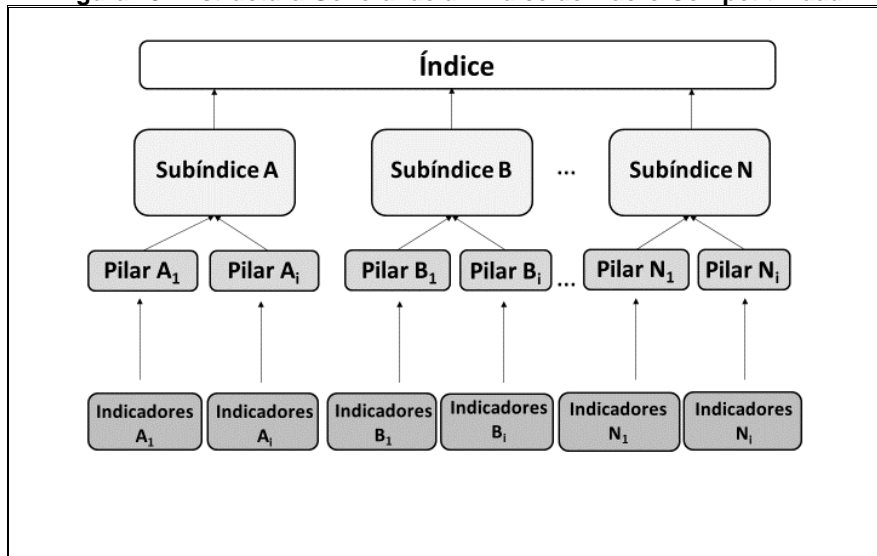 Índice
Subíndice A
Subíndice B
...
Subíndice N
Pilar A1
Pilar Ai
Pilar B1
Pilar Bi
...
Pilar N1
Pilar Ni
Indicadores
A1
Indicadores
Ai
Indicadores
B1
Indicadores
Bi
Indicadores
N1
Indicadores
Ni